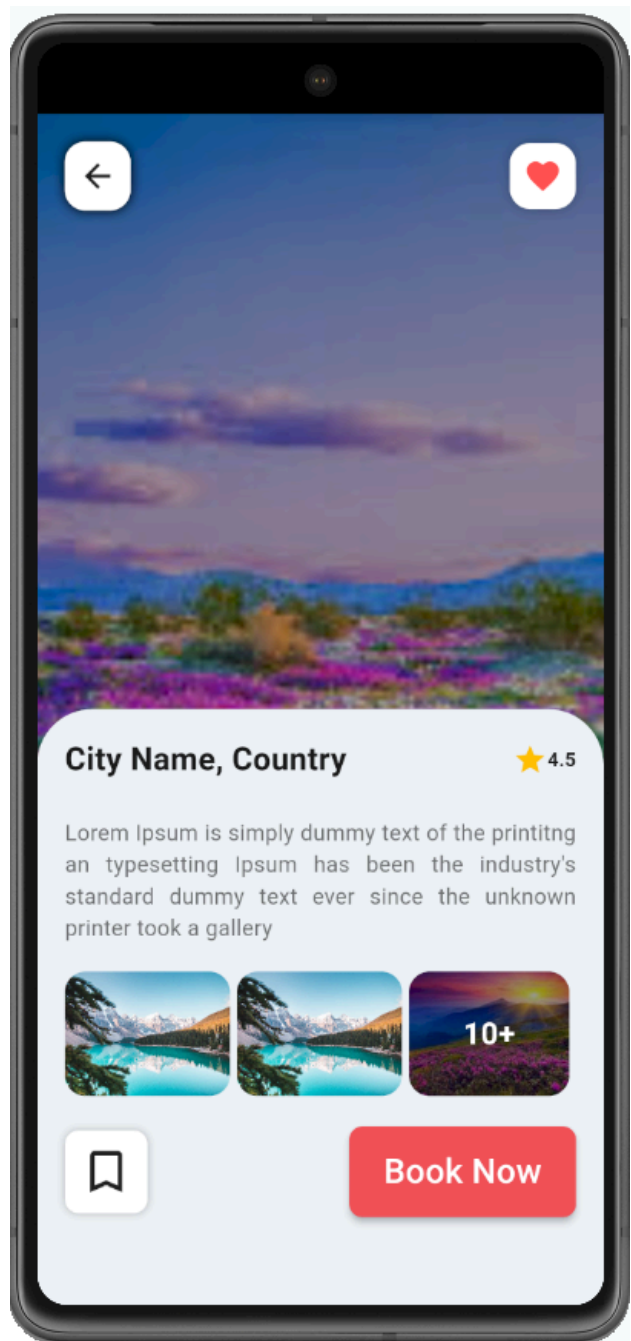 City Name, Country
4.5
Lorem Ipsum is simply dummy text of the printitng
an typesetting Ipsum has been the industry's
standard dummy text ever since the unknown
printer took a gallery
10+
Book Now